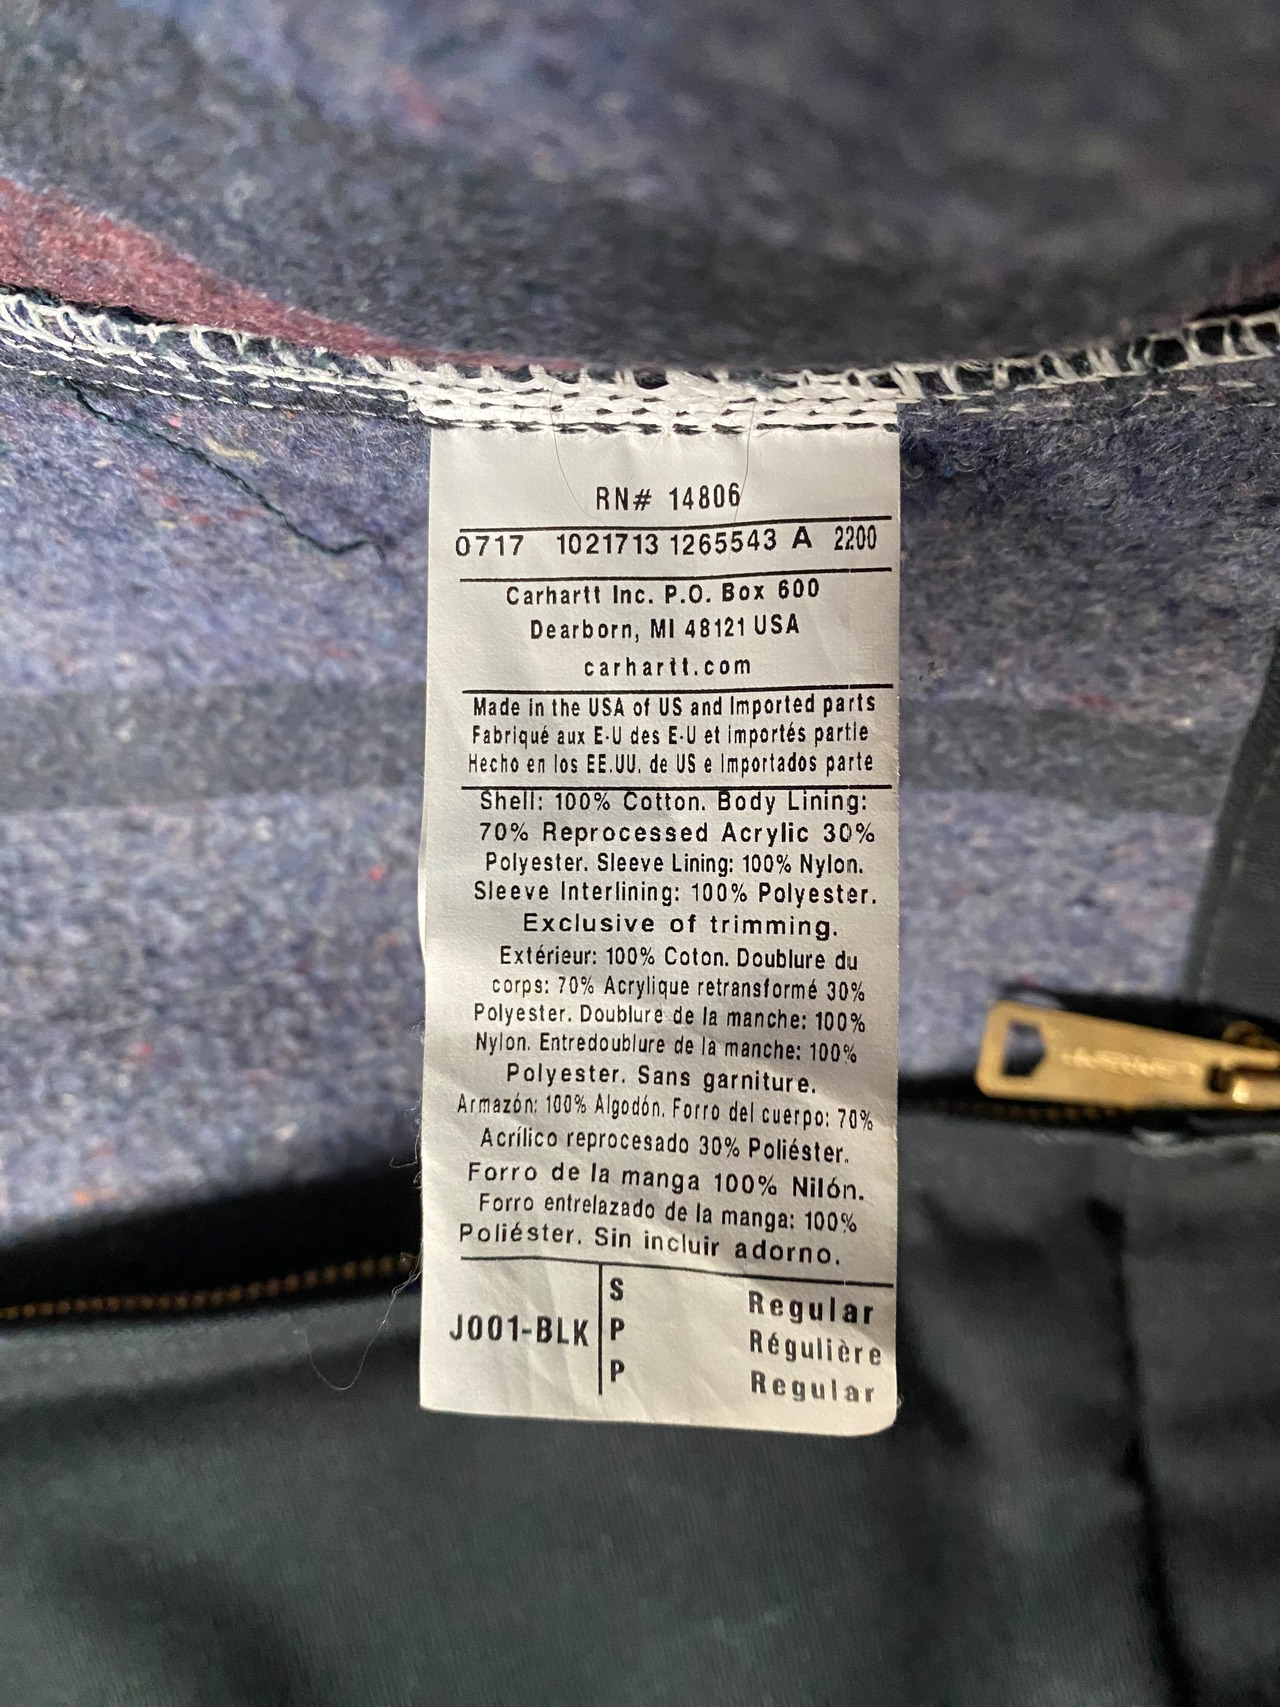 RN# 14806
0717 1021713 1265543 A 2200
Carhartt Inc. P.O. Box 600
Dearborn, MI 48121 USA
carhartt.com
Made in the USA of US and Imported parts
Fabriqué aux E-U des E-U et importés partie
Hecho en los EE.UU. de US e Importados parte
Shell: 100% Cotton. Body Lining:
70% Reprocessed Acrylic 30%
Polyester. Sleeve Lining: 100% Nylon.
Sleeve Interlining: 100% Polyester.
Exclusive of trimming.
Extérieur: 100% Coton. Doublure du
corps: 70% Acrylique retransformé 30%
Polyester. Doublure de la manche: 100%
Nylon. Entredoublure de la manche: 100%
Polyester. Sans garniture.
Armazón: 100% Algodón. Forro del cuerpo: 70%
Acrílico reprocesado 30% Poliéster.
Forro de la manga 100% Nilón.
Forro entrelazado de la manga: 100%
Poliéster. Sin incluir adorno.
J001-BLK
S Regular
P Régulière
P Regular